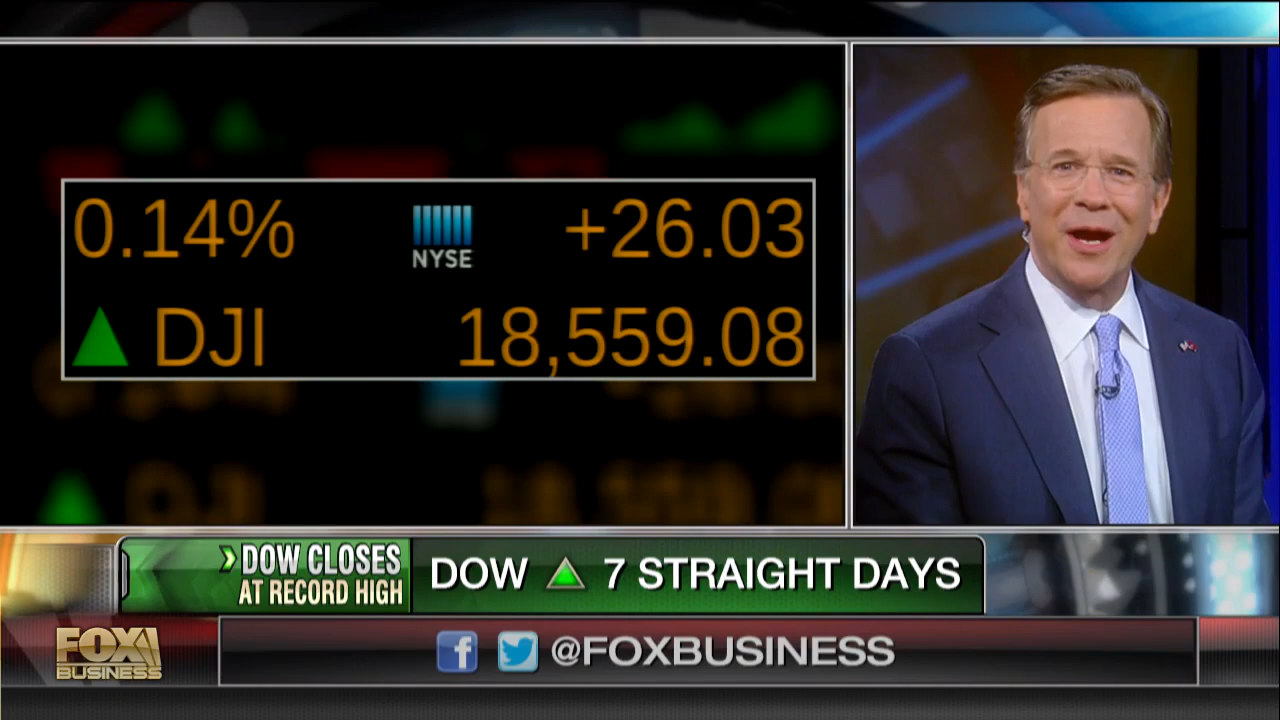 0.14%
NYSE
+26.03
DJI
18,559.08
DOW CLOSES
AT RECORD HIGH
DOW 7 STRAIGHT DAYS
FOX
BUSINESS
f @FOXBUSINESS